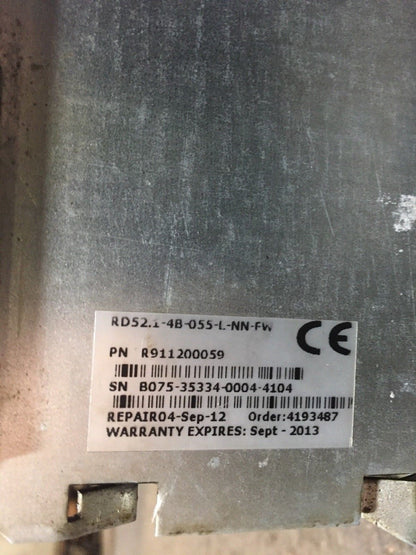 RD52.1-4B-055-L-NN-FW
CE
PN R911200059
SN B075-35334-0004-4104
REPAIR04-Sep-12 Order:4193487
WARRANTY EXPIRES: Sept - 2013